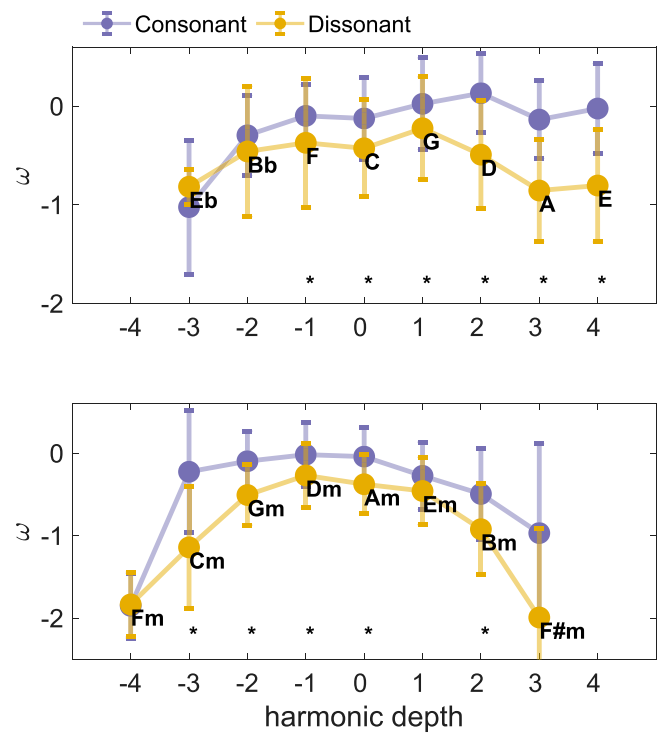 Consonant Dissonant
0
-1
-2
ω
Eb Bb F C G D A E
* * * * * *
-4 -3 -2 -1 0 1 2 3 4
0
-1
-2
ω
Fm Cm Gm Dm Am Em Bm F#m
* * * * *
-4 -3 -2 -1 0 1 2 3 4
harmonic depth